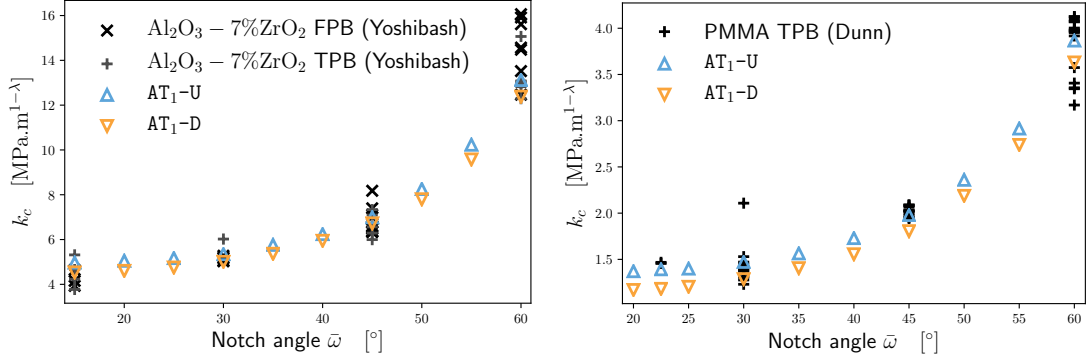 16
14
12
10
8
6
4
k_c [MPa.m^{1−λ}]
Al₂O₃ − 7%ZrO₂ FPB (Yoshibash)
Al₂O₃ − 7%ZrO₂ TPB (Yoshibash)
AT₁-U
AT₁-D
20 30 40 50 60
Notch angle ω̄ [°]
4.0
3.5
3.0
2.5
2.0
1.5
k_c [MPa.m^{1−λ}]
PMMA TPB (Dunn)
AT₁-U
AT₁-D
20 25 30 35 40 45 50 55 60
Notch angle ω̄ [°]